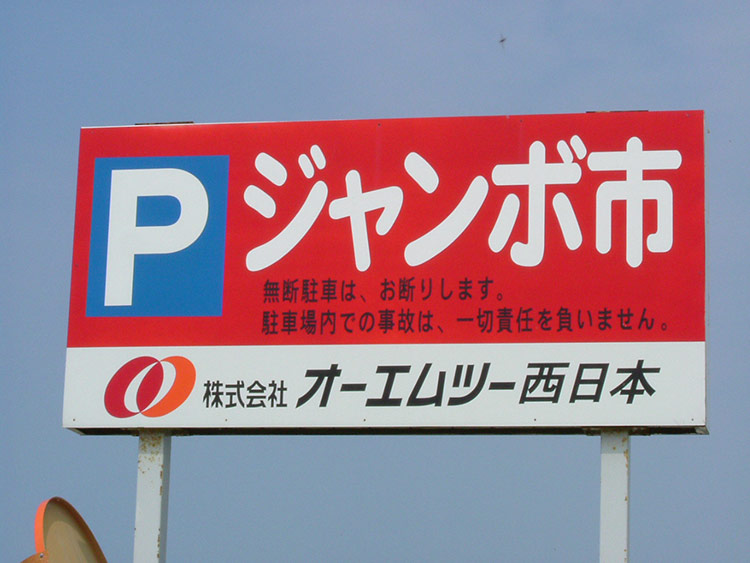 P ジャンボ市
無断駐車は、お断りします。
駐車場内での事故は、一切責任を負いません。
株式会社 オーエムツー西日本